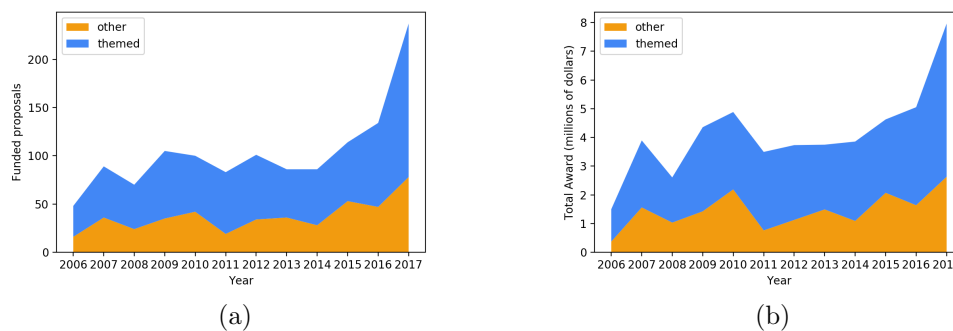 other
themed
200
150
100
50
0
Funded proposals
2006 2007 2008 2009 2010 2011 2012 2013 2014 2015 2016 2017
Year
(a)
other
themed
8
7
6
5
4
3
2
1
0
Total Award (millions of dollars)
2006 2007 2008 2009 2010 2011 2012 2013 2014 2015 2016 201
Year
(b)